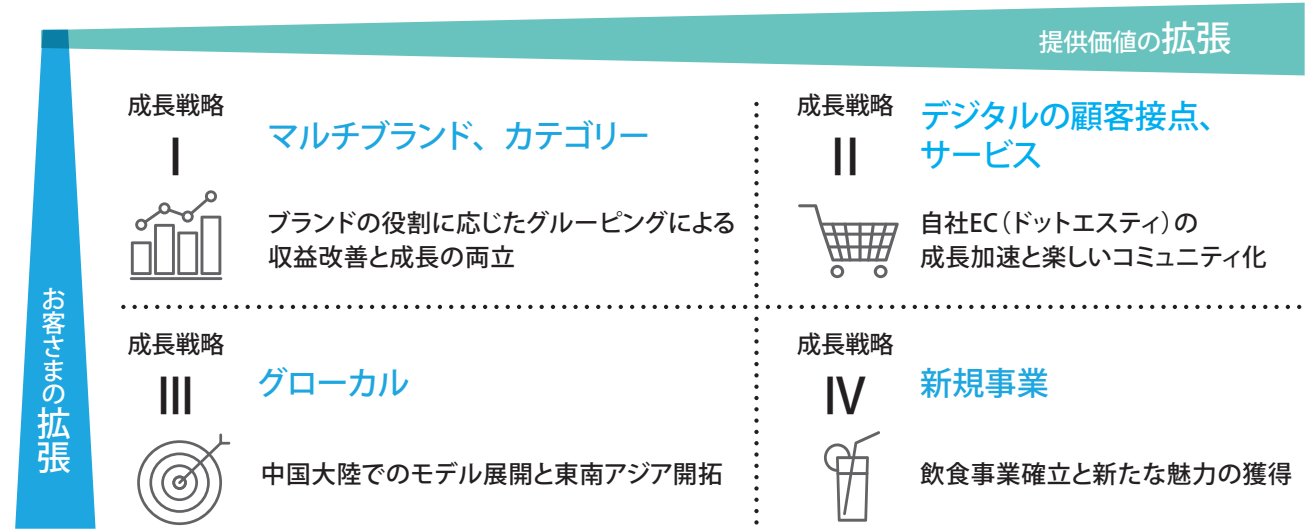 提供価値の拡張
お客さまの拡張
成長戦略
I
マルチブランド、カテゴリー
ブランドの役割に応じたグルーピングによる
収益改善と成長の両立
成長戦略
II
デジタルの顧客接点、
サービス
自社EC（ドットエスティ）の
成長加速と楽しいコミュニティ化
成長戦略
III
グローカル
中国大陸でのモデル展開と東南アジア開拓
成長戦略
IV
新規事業
飲食事業確立と新たな魅力の獲得